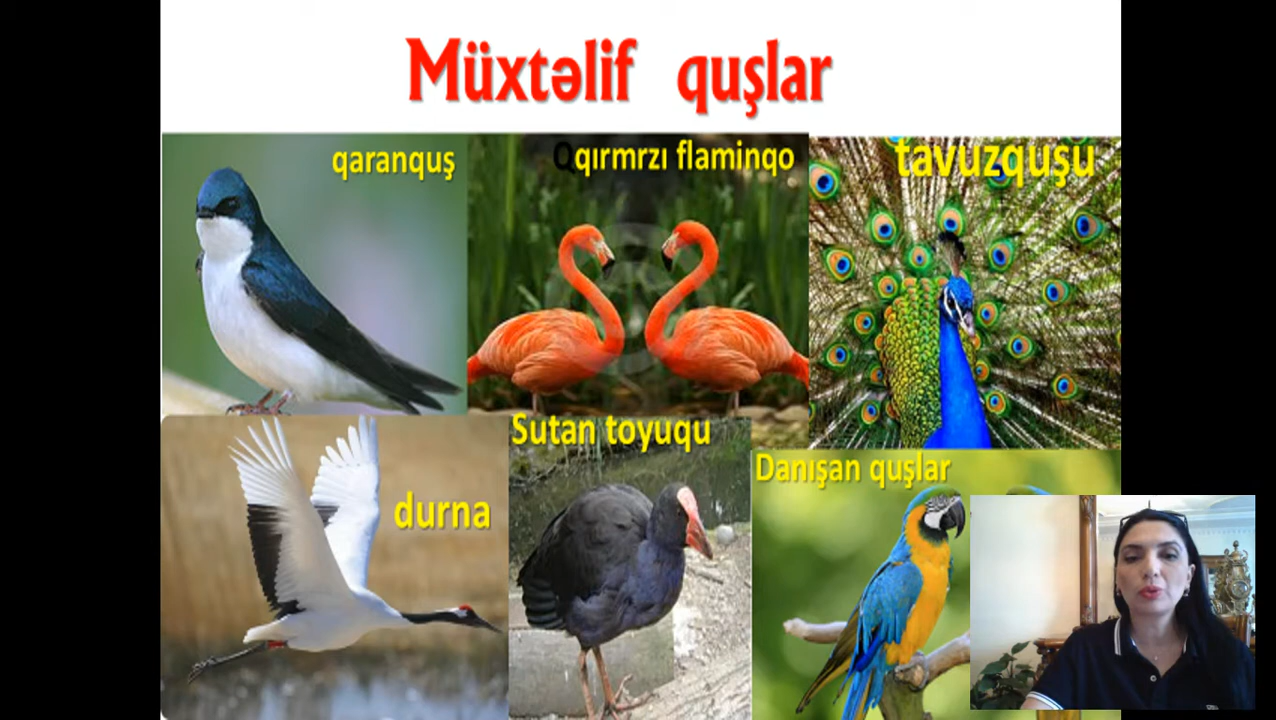 Müxtəlif quşlar
qaranquş
Qqırmrzı flaminqo
tavuzquşu
durna
Sutan toyuqu
Danışan quşlar